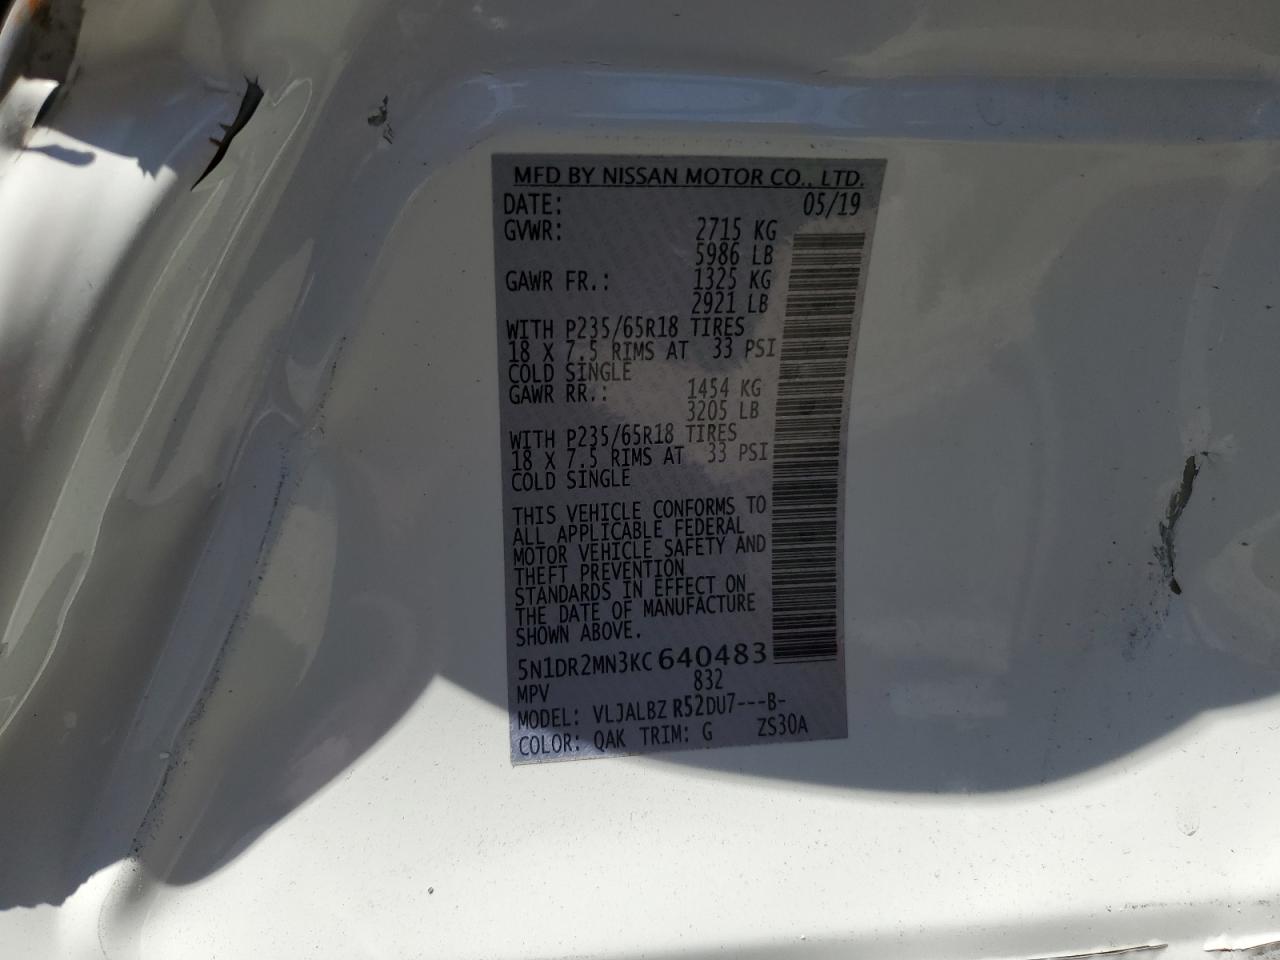 MFD BY NISSAN MOTOR CO., LTD.
DATE: 05/19
GVWR: 2715 KG
5986 LB
GAWR FR.: 1325 KG
2921 LB
WITH P235/65R18 TIRES
18 X 7.5 RIMS AT 33 PSI
COLD SINGLE
GAWR RR.: 1454 KG
3205 LB
WITH P235/65R18 TIRES
18 X 7.5 RIMS AT 33 PSI
COLD SINGLE
THIS VEHICLE CONFORMS TO
ALL APPLICABLE FEDERAL
MOTOR VEHICLE SAFETY AND
THEFT PREVENTION
STANDARDS IN EFFECT ON
THE DATE OF MANUFACTURE
SHOWN ABOVE.
5N1DR2MN3KC640483
MPV 832
MODEL: VLJALBZ R52DU7---B-
COLOR: QAK TRIM: G ZS30A